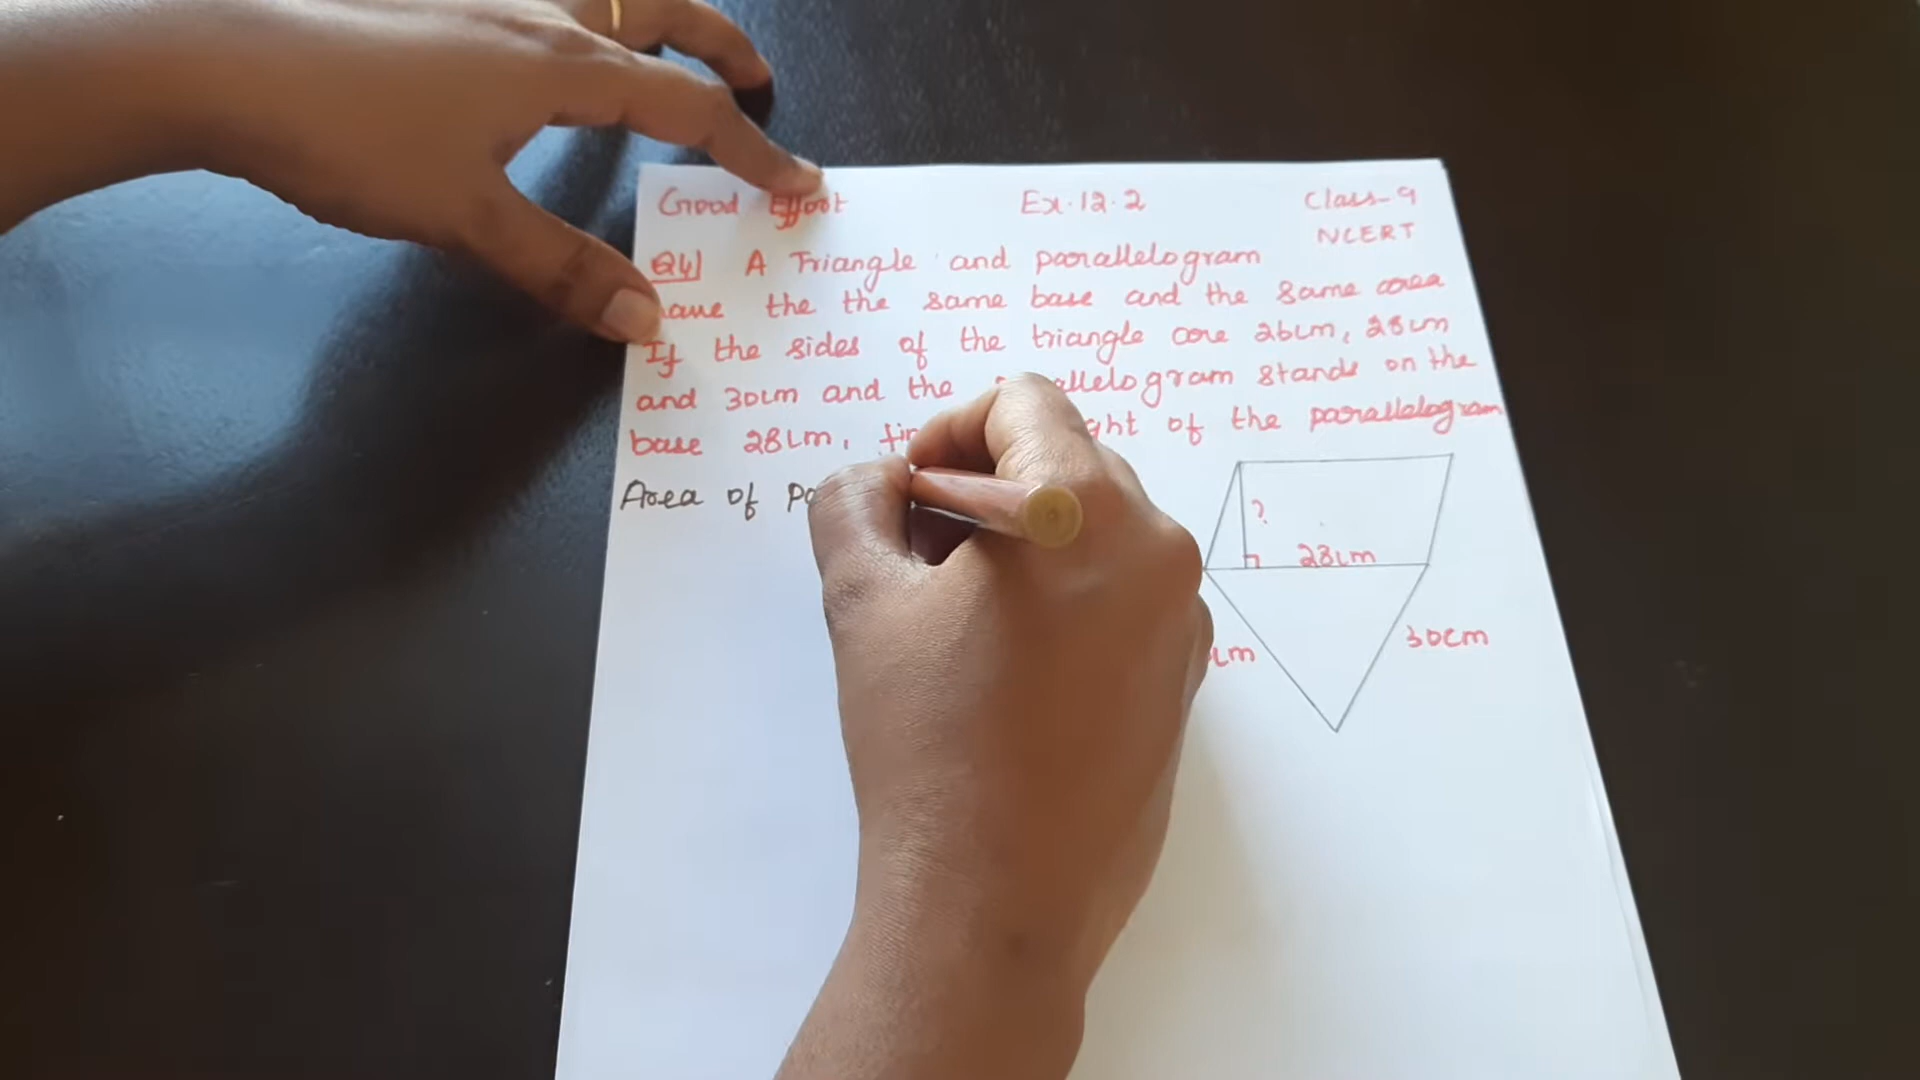 Good Effort Ex.12.2 Class-9
NCERT
Q4) A Triangle and parallelogram
have the the same base and the same area
If the sides of the triangle are 26cm, 28cm
and 30cm and the parallelogram stands on the
base 28cm, of the parallelogram
Area of
?
28cm
30cm
cm